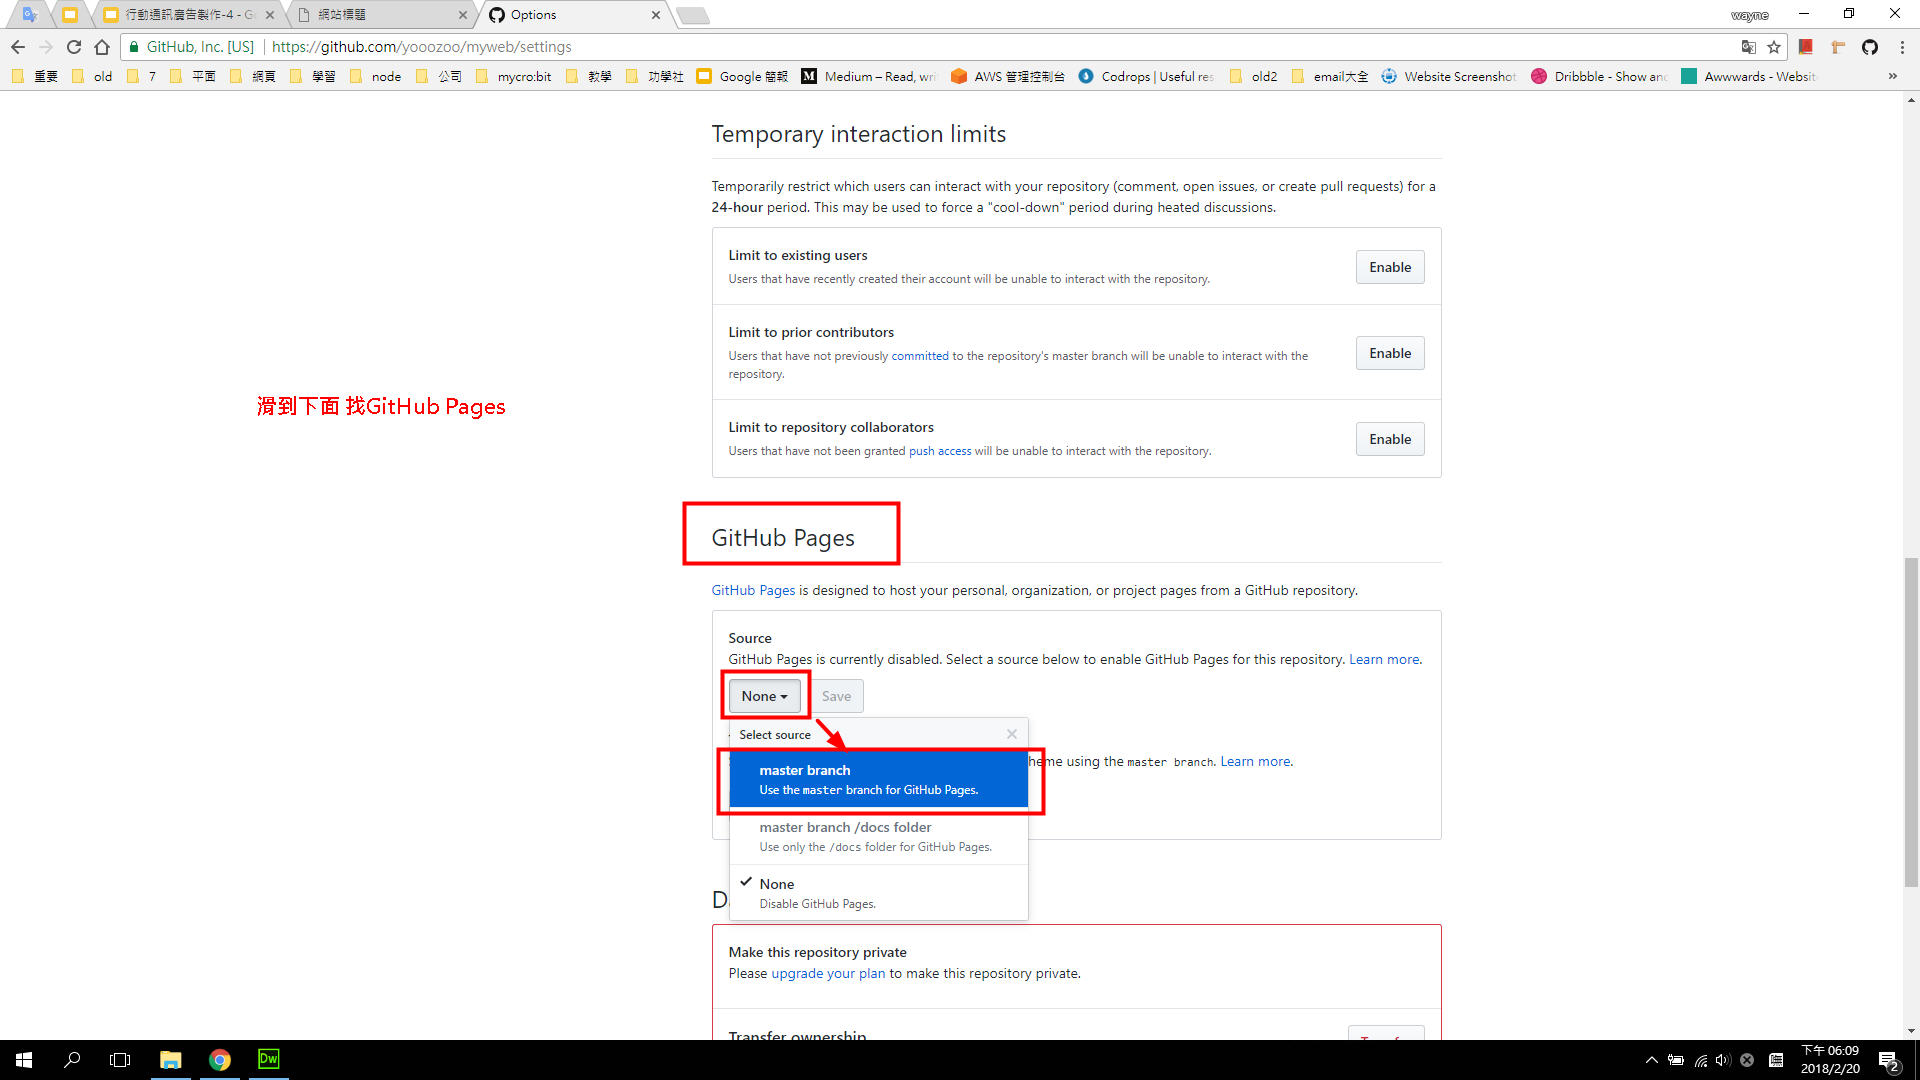 行動通訊廣告製作-4 - G
網站標題
Options
wayne
GitHub, Inc. [US]
https://github.com/yooozoo/myweb/settings
重要
old
7
平面
網頁
學習
node
公司
mycro:bit
教學
功學社
Google 簡報
Medium – Read, wri
AWS 管理控制台
Codrops | Useful res
old2
email大全
Website Screenshot
Dribbble - Show and
Awwwards - Websit
»
Temporary interaction limits
Temporarily restrict which users can interact with your repository (comment, open issues, or create pull requests) for a
24-hour period. This may be used to force a "cool-down" period during heated discussions.
Limit to existing users
Users that have recently created their account will be unable to interact with the repository.
Enable
Limit to prior contributors
Users that have not previously committed to the repository's master branch will be unable to interact with the
repository.
Enable
滑到下面 找GitHub Pages
Limit to repository collaborators
Users that have not been granted push access will be unable to interact with the repository.
Enable
GitHub Pages
GitHub Pages is designed to host your personal, organization, or project pages from a GitHub repository.
Source
GitHub Pages is currently disabled. Select a source below to enable GitHub Pages for this repository. Learn more.
None
Save
Select source
master branch
Use the master branch for GitHub Pages.
heme using the master branch. Learn more.
master branch /docs folder
Use only the /docs folder for GitHub Pages.
None
Disable GitHub Pages.
D
Make this repository private
Please upgrade your plan to make this repository private.
Transfer ownership
Dw
下午 06:09
2018/2/20
2